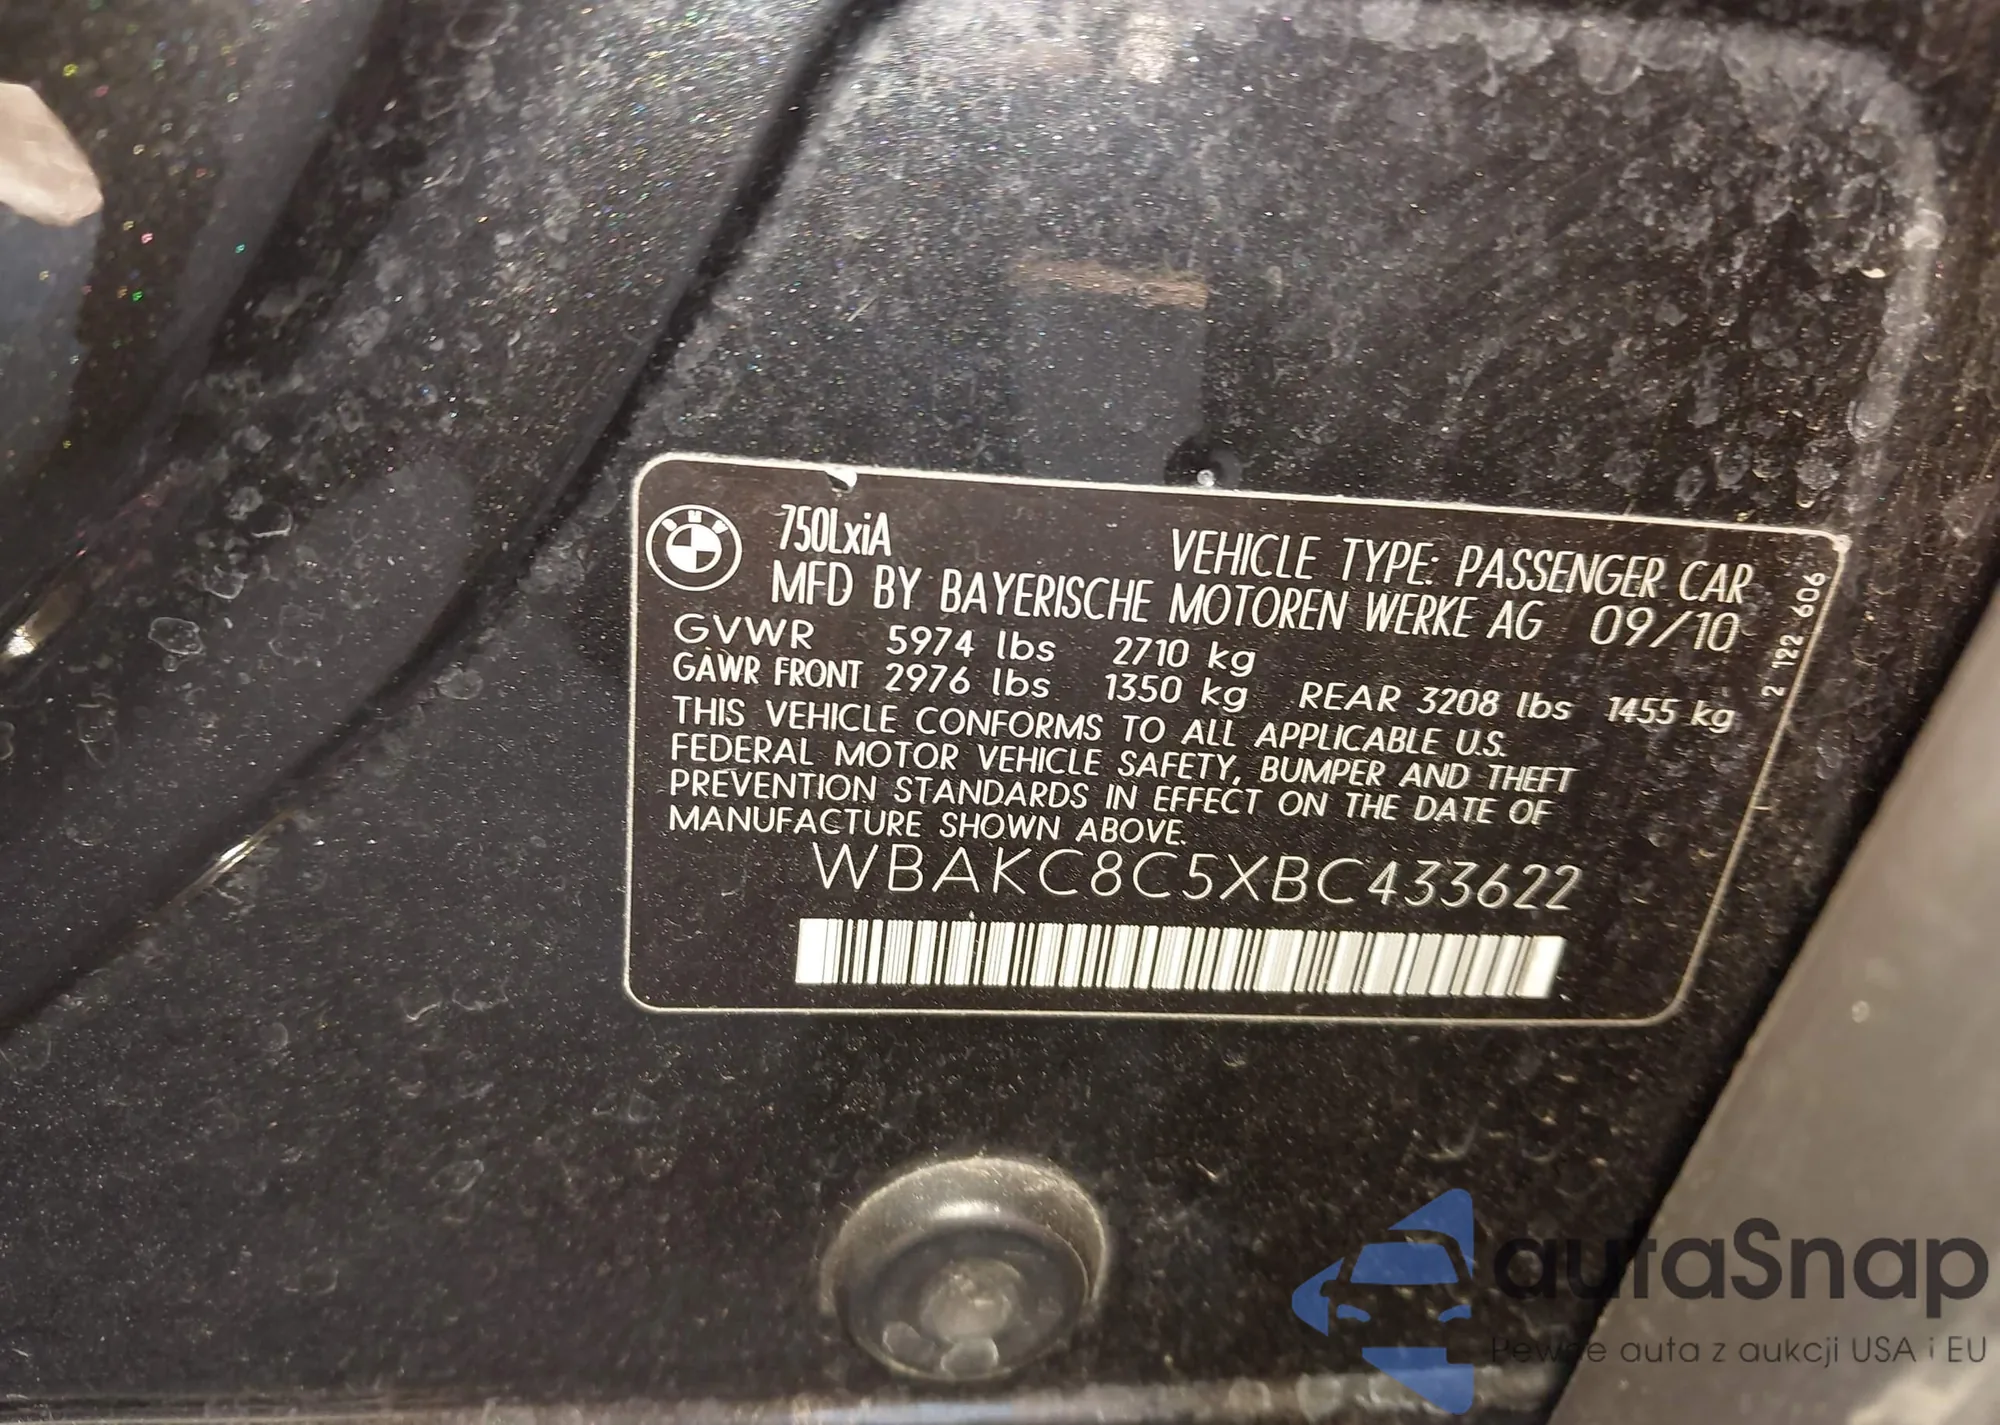 BMW
750LxiA
VEHICLE TYPE: PASSENGER CAR
MFD BY BAYERISCHE MOTOREN WERKE AG 09/10
GVWR 5974 lbs 2710 kg
GAWR FRONT 2976 lbs 1350 kg REAR 3208 lbs 1455 kg
THIS VEHICLE CONFORMS TO ALL APPLICABLE U.S.
FEDERAL MOTOR VEHICLE SAFETY, BUMPER AND THEFT
PREVENTION STANDARDS IN EFFECT ON THE DATE OF
MANUFACTURE SHOWN ABOVE.
WBAKC8C5XBC433622
2 122 606
autaSnap
Pewne auta z aukcji USA i EU